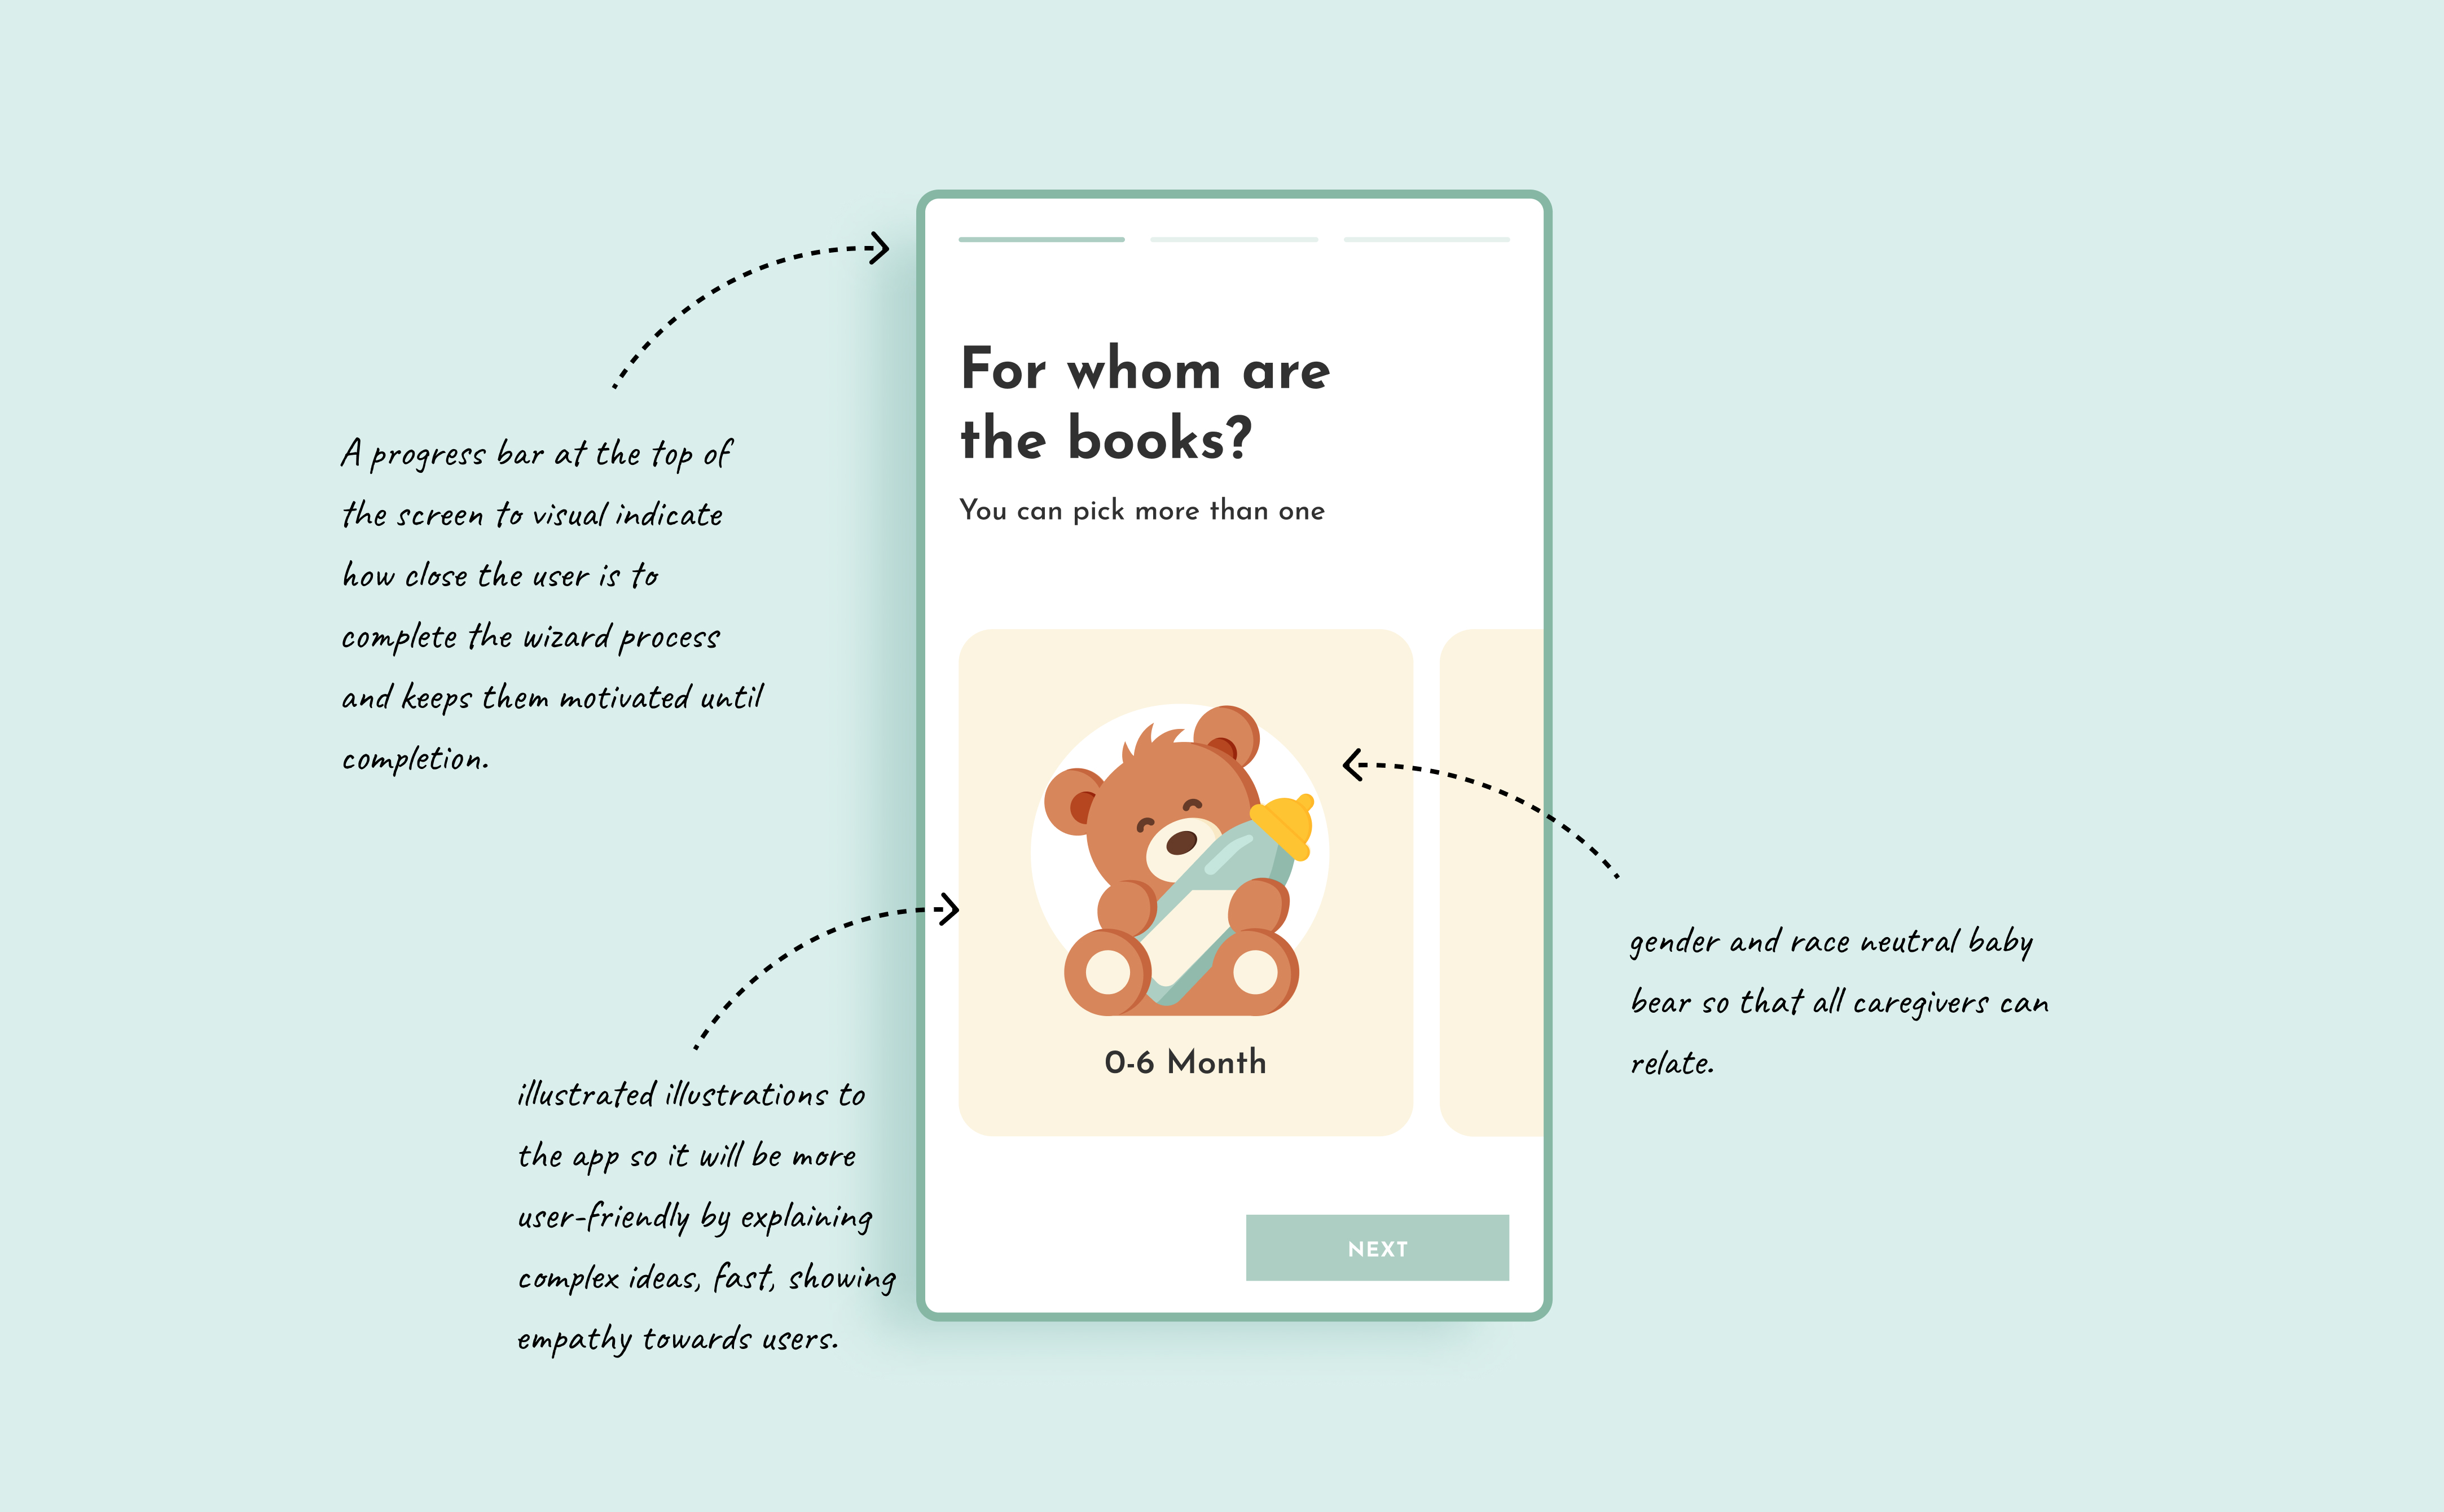 A progress bar at the top of
the screen to visual indicate
how close the user is to
complete the wizard process
and keeps them motivated until
completion.
For whom are
the books?
You can pick more than one
0-6 Month
NEXT
gender and race neutral baby
bear so that all caregivers can
relate.
illustrated illustrations to
the app so it will be more
user-friendly by explaining
complex ideas, fast, showing
empathy towards users.